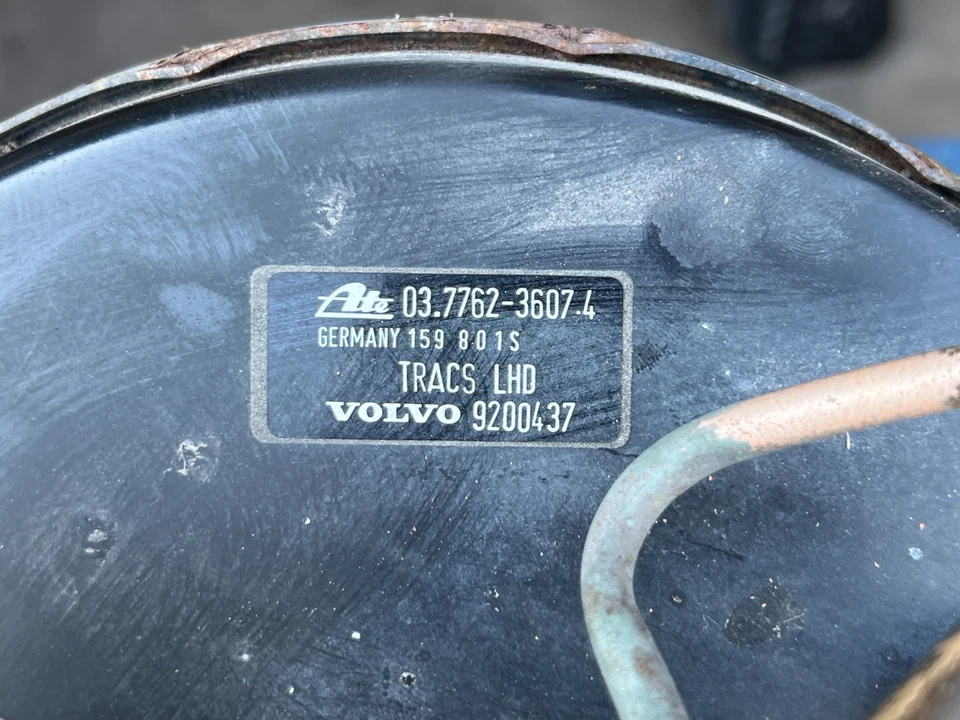 Ate 03.7762-3607.4
GERMANY 159 801S
TRACS LHD
VOLVO 9200437